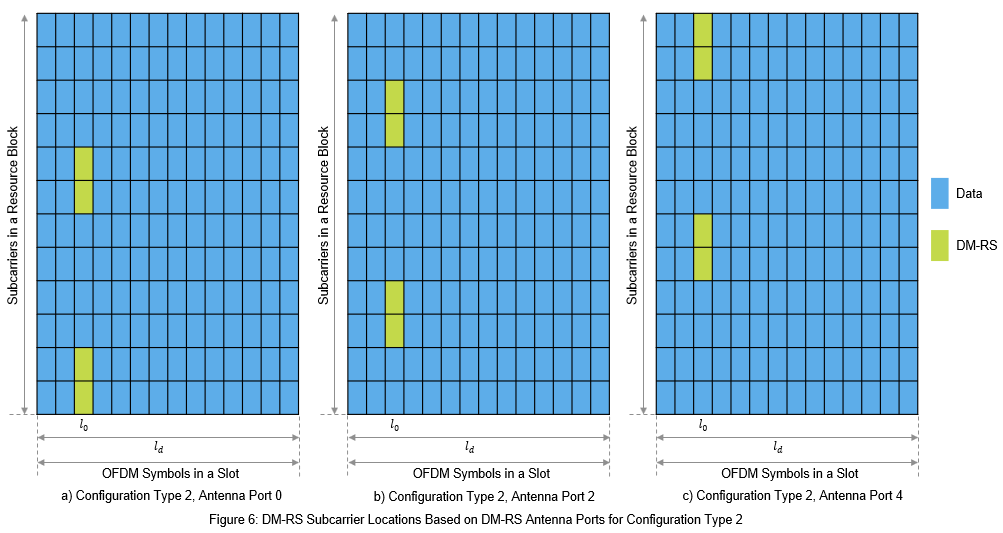 Subcarriers in a Resource Block
l₀
l_d
OFDM Symbols in a Slot
a) Configuration Type 2, Antenna Port 0
Subcarriers in a Resource Block
l₀
l_d
OFDM Symbols in a Slot
b) Configuration Type 2, Antenna Port 2
Subcarriers in a Resource Block
l₀
l_d
OFDM Symbols in a Slot
c) Configuration Type 2, Antenna Port 4
Data
DM-RS
Figure 6: DM-RS Subcarrier Locations Based on DM-RS Antenna Ports for Configuration Type 2